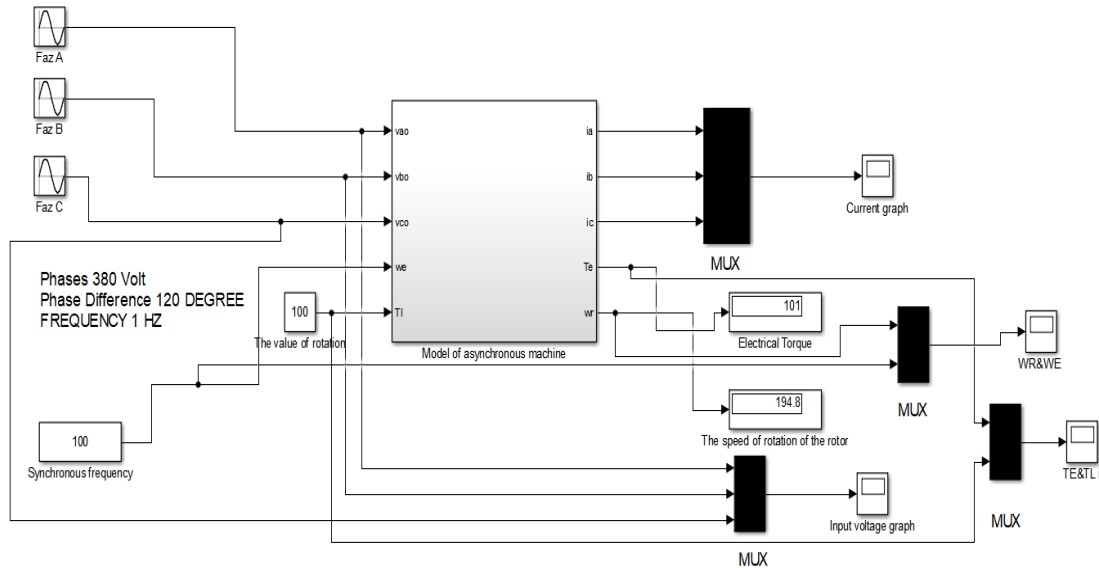 Faz A
Faz B
Faz C
vao
vbo
vco
we
Tl
ia
ib
ic
Te
wr
Model of asynchronous machine
MUX
Current graph
Phases 380 Volt
Phase Difference 120 DEGREE
FREQUENCY 1 HZ
100
The value of rotation
101
Electrical Torque
MUX
WR&WE
194.8
The speed of rotation of the rotor
100
Synchronous frequency
MUX
Input voltage graph
MUX
TE&TL